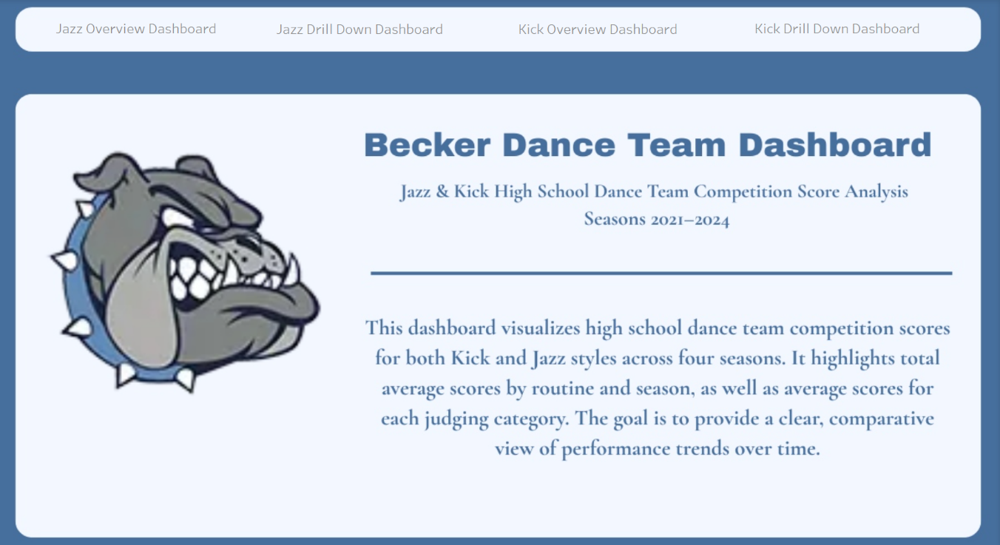 Jazz Overview Dashboard
Jazz Drill Down Dashboard
Kick Overview Dashboard
Kick Drill Down Dashboard
Becker Dance Team Dashboard
Jazz & Kick High School Dance Team Competition Score Analysis
Seasons 2021–2024
This dashboard visualizes high school dance team competition scores
for both Kick and Jazz styles across four seasons. It highlights total
average scores by routine and season, as well as average scores for
each judging category. The goal is to provide a clear, comparative
view of performance trends over time.